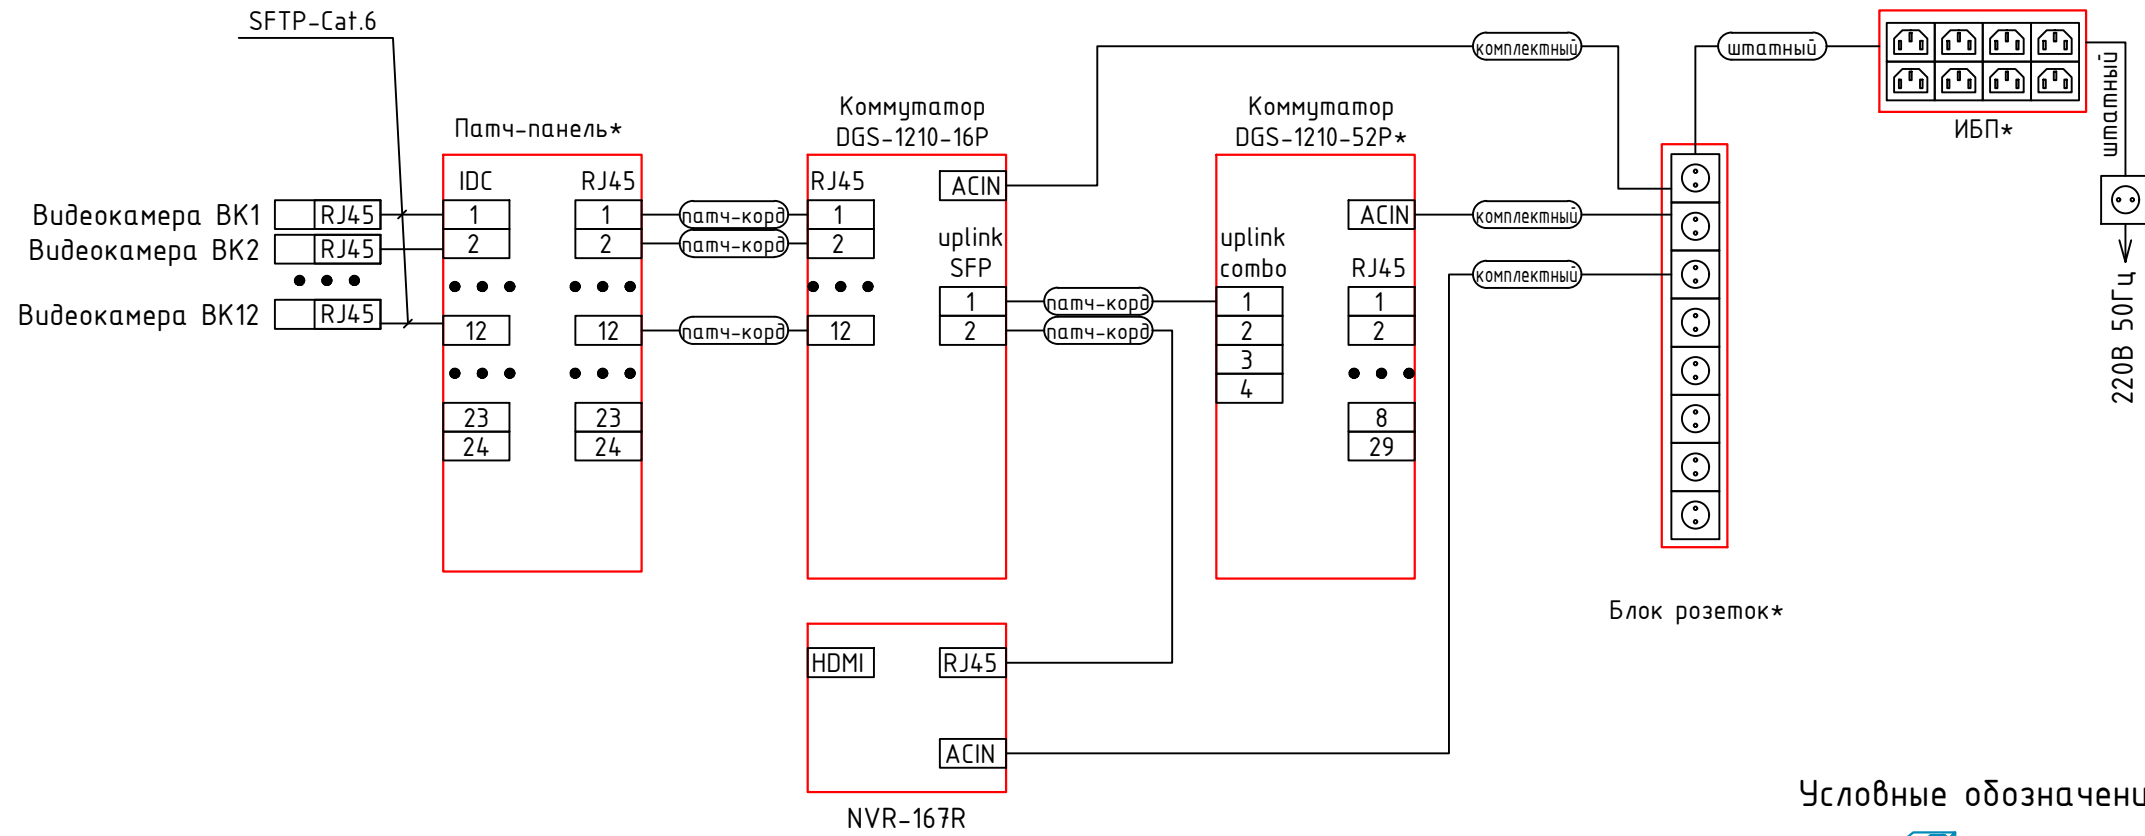 SFTP-Cat.6
Видеокамера ВК1
RJ45
Видеокамера ВК2
RJ45
Видеокамера ВК12
RJ45
Патч-панель*
IDC
RJ45
1
1
2
2
12
12
23
23
24
24
патч-корд
патч-корд
патч-корд
Коммутатор
DGS-1210-16P
RJ45
ACIN
1
2
12
uplink
SFP
1
2
патч-корд
патч-корд
Коммутатор
DGS-1210-52P*
ACIN
uplink
combo
RJ45
1
1
2
2
3
4
8
29
HDMI
RJ45
ACIN
NVR-167R
комплектный
комплектный
комплектный
штатный
Блок розеток*
ИБП*
штатный
220В 50Гц
Условные обозначени